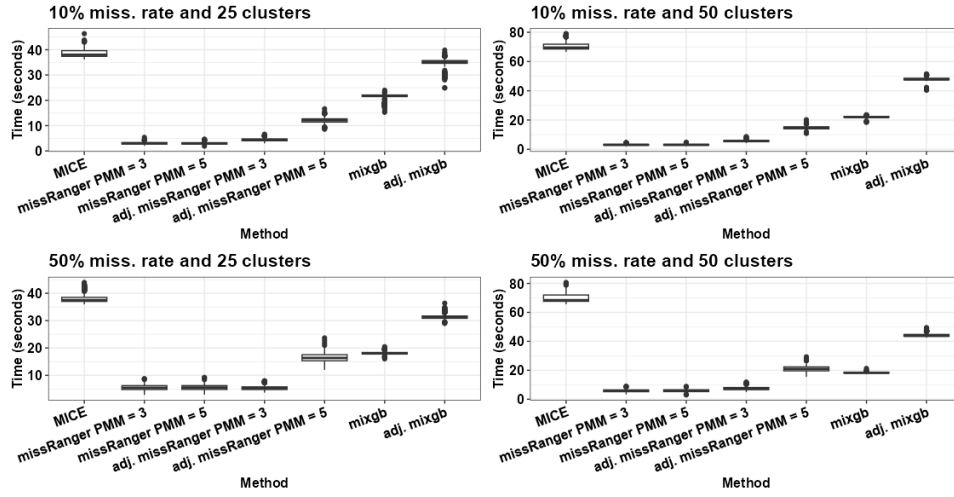 10% miss. rate and 25 clusters
Time (seconds)
40
30
20
10
0
MICE
missRanger PMM = 3
missRanger PMM = 5
adj. missRanger PMM = 3
adj. missRanger PMM = 5
mixgb
adj. mixgb
Method
10% miss. rate and 50 clusters
Time (seconds)
80
60
40
20
0
MICE
missRanger PMM = 3
missRanger PMM = 5
adj. missRanger PMM = 3
adj. missRanger PMM = 5
mixgb
adj. mixgb
Method
50% miss. rate and 25 clusters
Time (seconds)
40
30
20
10
MICE
missRanger PMM = 3
missRanger PMM = 5
adj. missRanger PMM = 3
adj. missRanger PMM = 5
mixgb
adj. mixgb
Method
50% miss. rate and 50 clusters
Time (seconds)
80
60
40
20
0
MICE
missRanger PMM = 3
missRanger PMM = 5
adj. missRanger PMM = 3
adj. missRanger PMM = 5
mixgb
adj. mixgb
Method